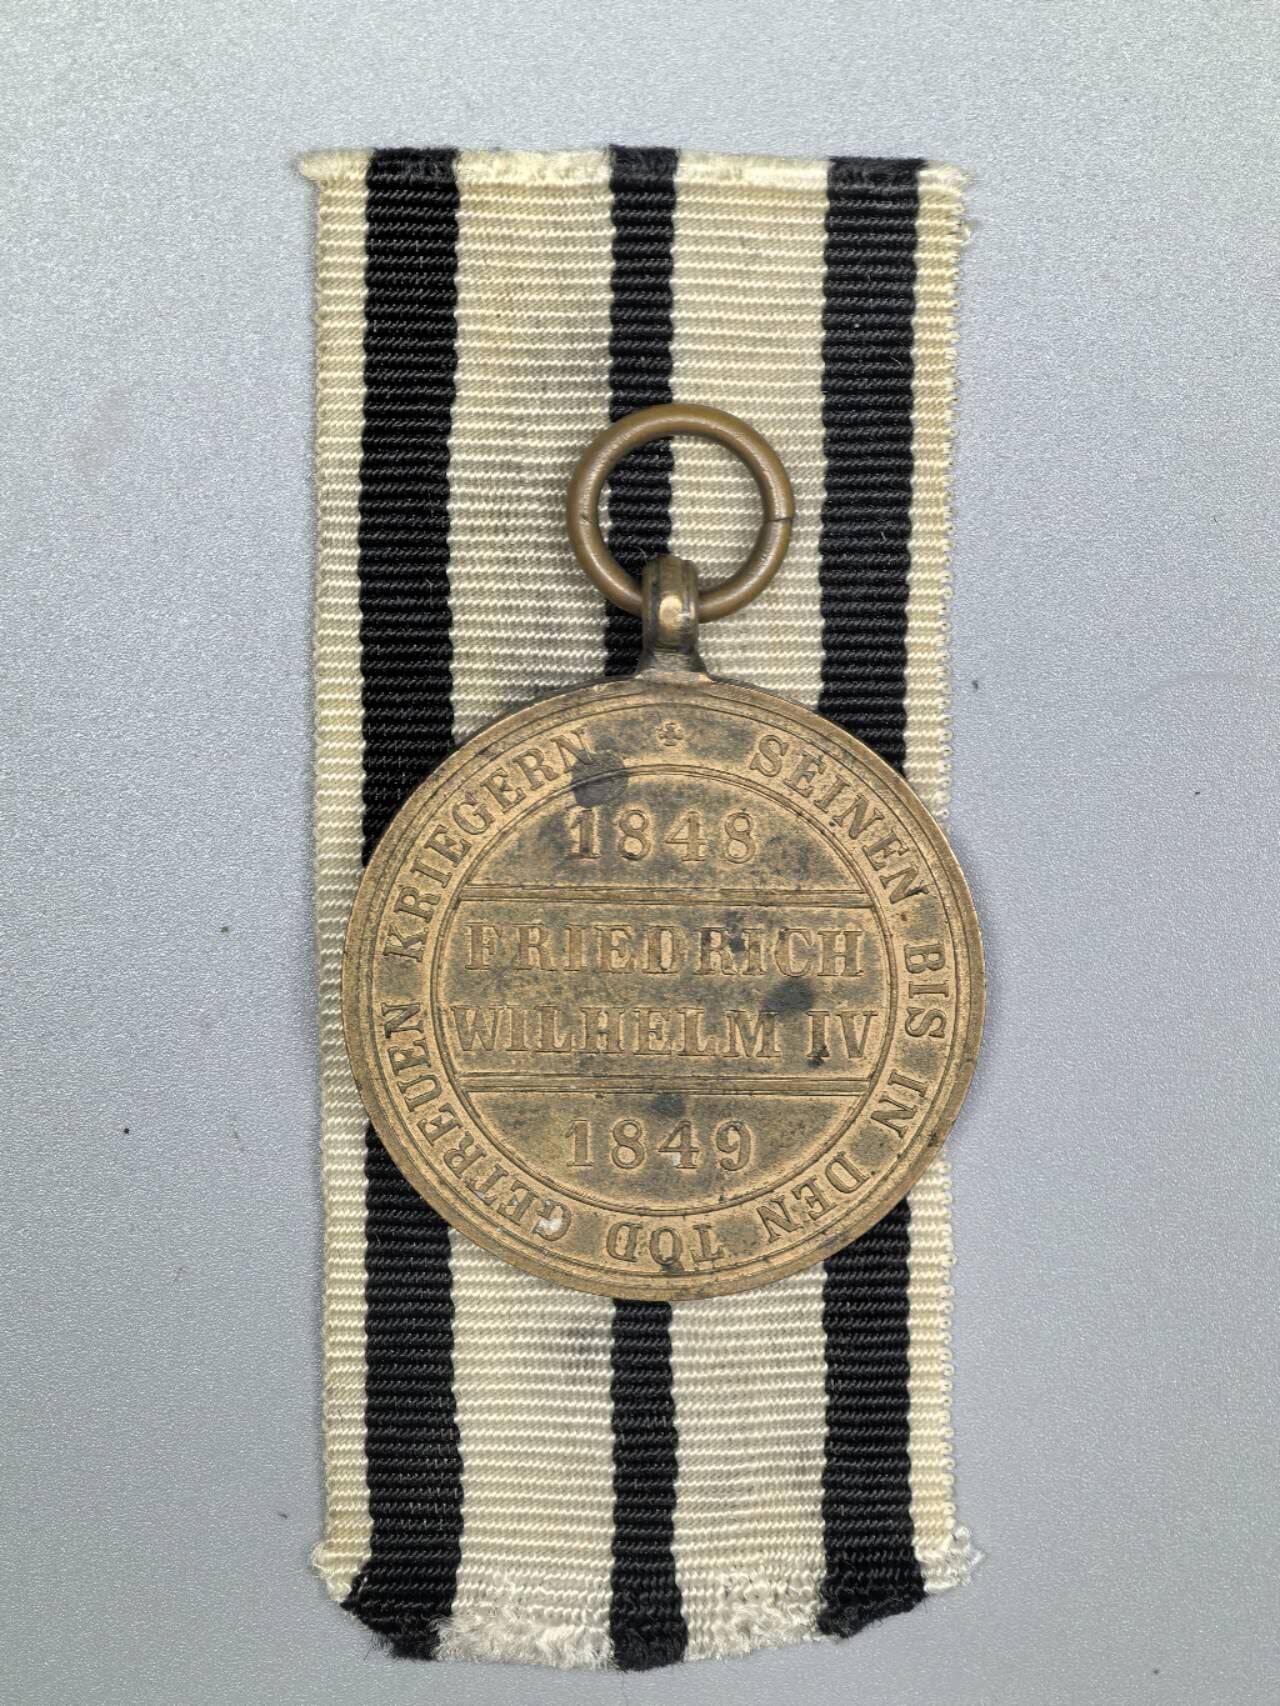 SEINEN BIS IN DEN TOD GETREUEN KRIEGERN
1848
FRIEDRICH
WILHELM IV
1849